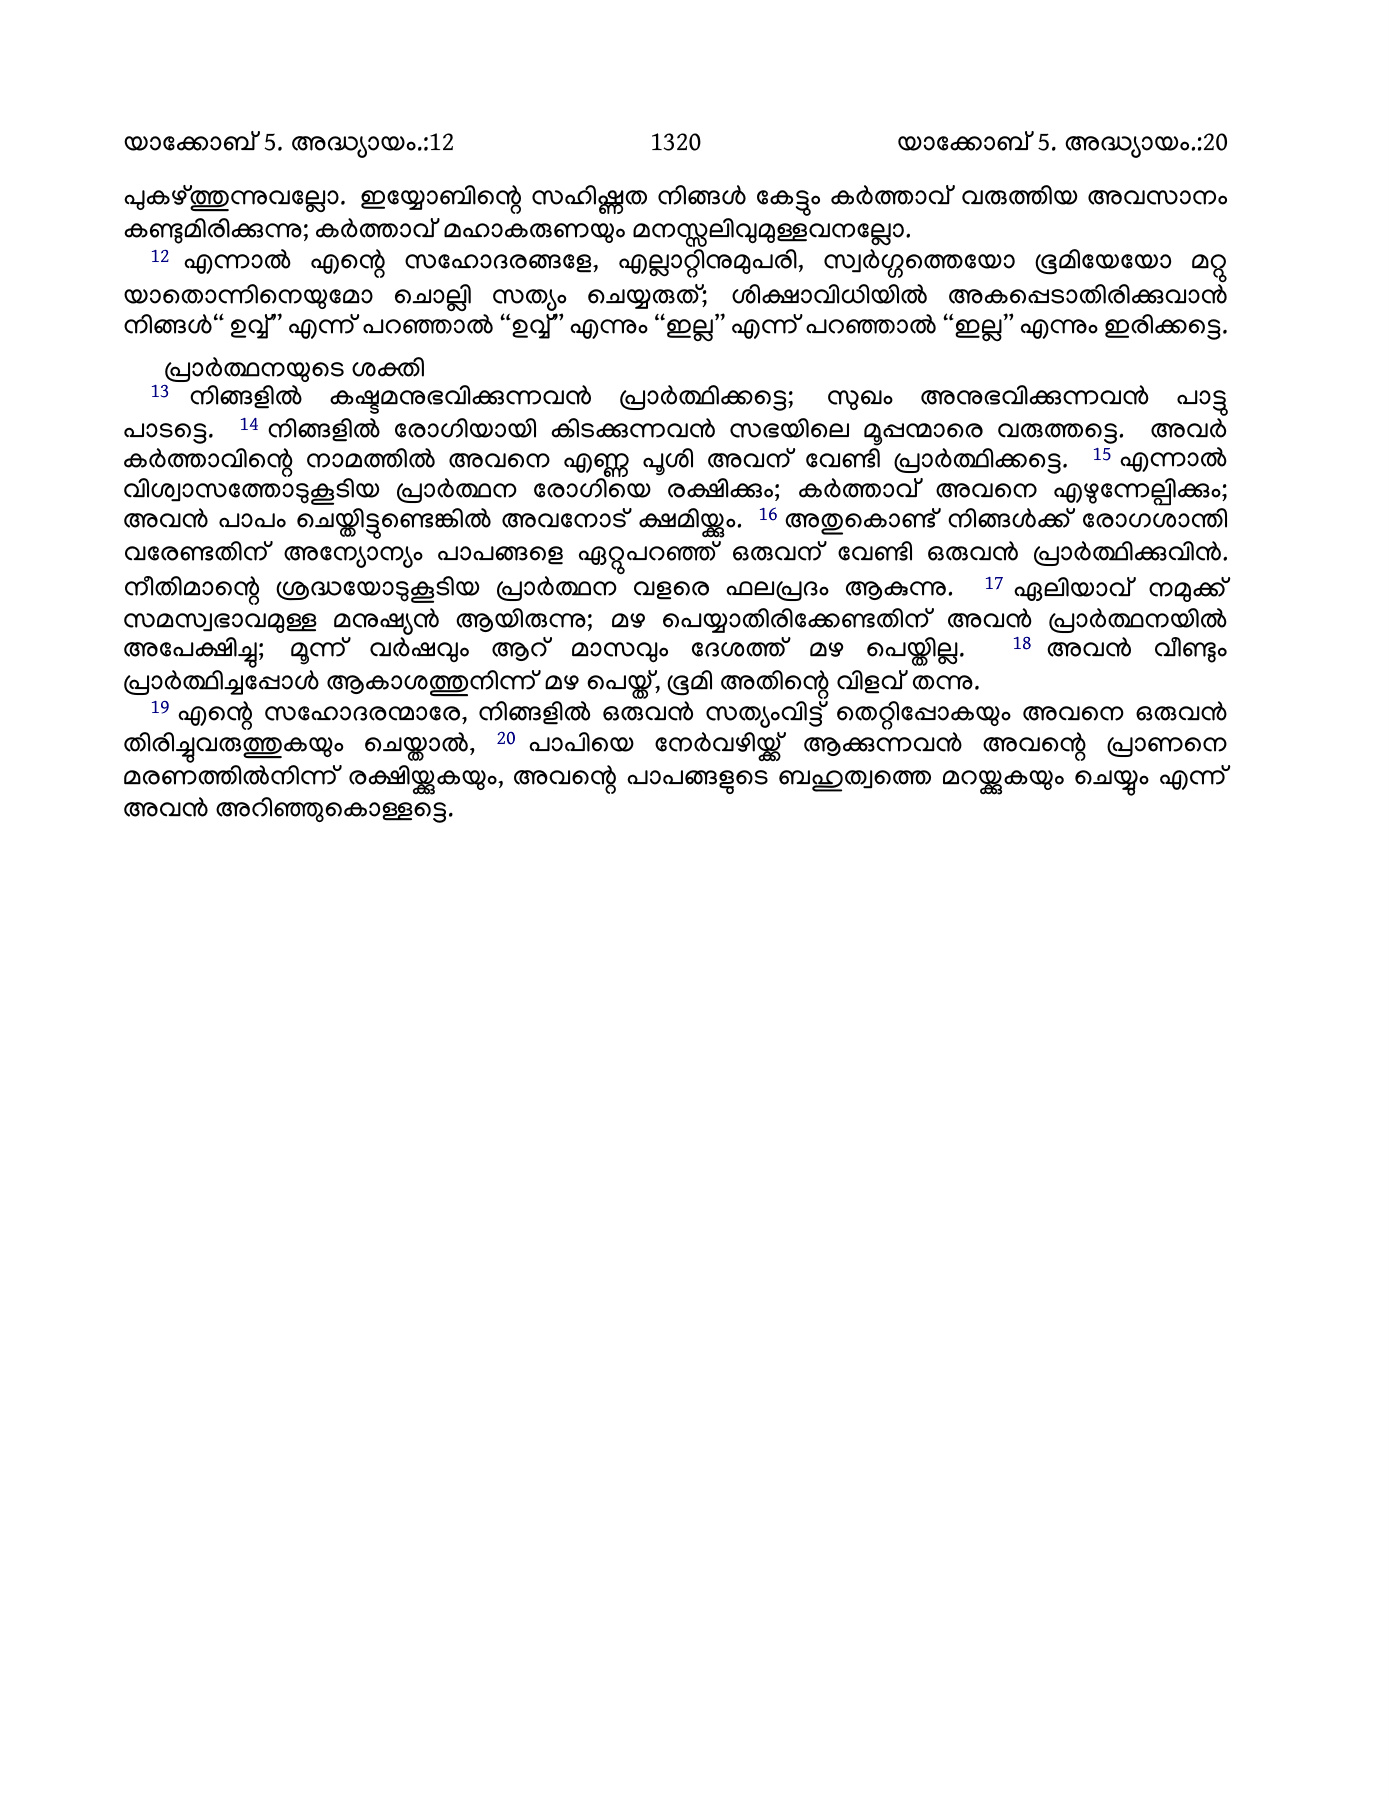 യാക്കോബ് 5. അദ്ധ്യായം.:12 1320 യാക്കോബ് 5. അദ്ധ്യായം.:20
പുകഴ്ത്തുന്നുവല്ലോ. ഇയ്യോബിന്റെ സഹിഷ്ണത നിങ്ങൾ കേട്ടും കർത്താവ് വരുത്തിയ അവസാനം
കണ്ടുമിരിക്കുന്നു; കർത്താവ് മഹാകരുണയും മനസ്സലിവുമുള്ളവനല്ലോ.
12 എന്നാൽ എന്റെ സഹോദരങ്ങളേ, എല്ലാറ്റിനുമുപരി, സ്വർഗ്ഗത്തെയോ ഭൂമിയേയോ മറ്റു
യാതൊന്നിനെയുമോ ചൊല്ലി സത്യം ചെയ്യരുത്; ശിക്ഷാവിധിയിൽ അകപ്പെടാതിരിക്കുവാൻ
നിങ്ങൾ“ ഉവ്വ്” എന്ന് പറഞ്ഞാൽ “ഉവ്വ്” എന്നും “ഇല്ല” എന്ന് പറഞ്ഞാൽ “ഇല്ല” എന്നും ഇരിക്കട്ടെ.
പ്രാർത്ഥനയുടെ ശക്തി
13 നിങ്ങളിൽ കഷ്ടമനുഭവിക്കുന്നവൻ പ്രാർത്ഥിക്കട്ടെ; സുഖം അനുഭവിക്കുന്നവൻ പാട്ടു
പാടട്ടെ. 14 നിങ്ങളിൽ രോഗിയായി കിടക്കുന്നവൻ സഭയിലെ മൂപ്പന്മാരെ വരുത്തട്ടെ. അവർ
കർത്താവിന്റെ നാമത്തിൽ അവനെ എണ്ണ പൂശി അവന് വേണ്ടി പ്രാർത്ഥിക്കട്ടെ. 15 എന്നാൽ
വിശ്വാസത്തോടുകൂടിയ പ്രാർത്ഥന രോഗിയെ രക്ഷിക്കും; കർത്താവ് അവനെ എഴുന്നേല്പിക്കും;
അവൻ പാപം ചെയ്തിട്ടുണ്ടെങ്കിൽ അവനോട് ക്ഷമിയ്ക്കും. 16 അതുകൊണ്ട് നിങ്ങൾക്ക് രോഗശാന്തി
വരേണ്ടതിന് അന്യോന്യം പാപങ്ങളെ ഏറ്റുപറഞ്ഞ് ഒരുവന് വേണ്ടി ഒരുവൻ പ്രാർത്ഥിക്കുവിൻ.
നീതിമാന്റെ ശ്രദ്ധയോടുകൂടിയ പ്രാർത്ഥന വളരെ ഫലപ്രദം ആകുന്നു. 17 ഏലിയാവ് നമുക്ക്
സമസ്വഭാവമുള്ള മനുഷ്യൻ ആയിരുന്നു; മഴ പെയ്യാതിരിക്കേണ്ടതിന് അവൻ പ്രാർത്ഥനയിൽ
അപേക്ഷിച്ചു; മൂന്ന് വർഷവും ആറ് മാസവും ദേശത്ത് മഴ പെയ്തില്ല. 18 അവൻ വീണ്ടും
പ്രാർത്ഥിച്ചപ്പോൾ ആകാശത്തുനിന്ന് മഴ പെയ്ത്, ഭൂമി അതിന്റെ വിളവ് തന്നു.
19 എന്റെ സഹോദരന്മാരേ, നിങ്ങളിൽ ഒരുവൻ സത്യംവിട്ട് തെറ്റിപ്പോകയും അവനെ ഒരുവൻ
തിരിച്ചുവരുത്തുകയും ചെയ്താൽ, 20 പാപിയെ നേർവഴിയ്ക്ക് ആക്കുന്നവൻ അവന്റെ പ്രാണനെ
മരണത്തിൽനിന്ന് രക്ഷിയ്ക്കുകയും, അവന്റെ പാപങ്ങളുടെ ബഹുത്വത്തെ മറയ്ക്കുകയും ചെയ്യും എന്ന്
അവൻ അറിഞ്ഞുകൊള്ളട്ടെ.